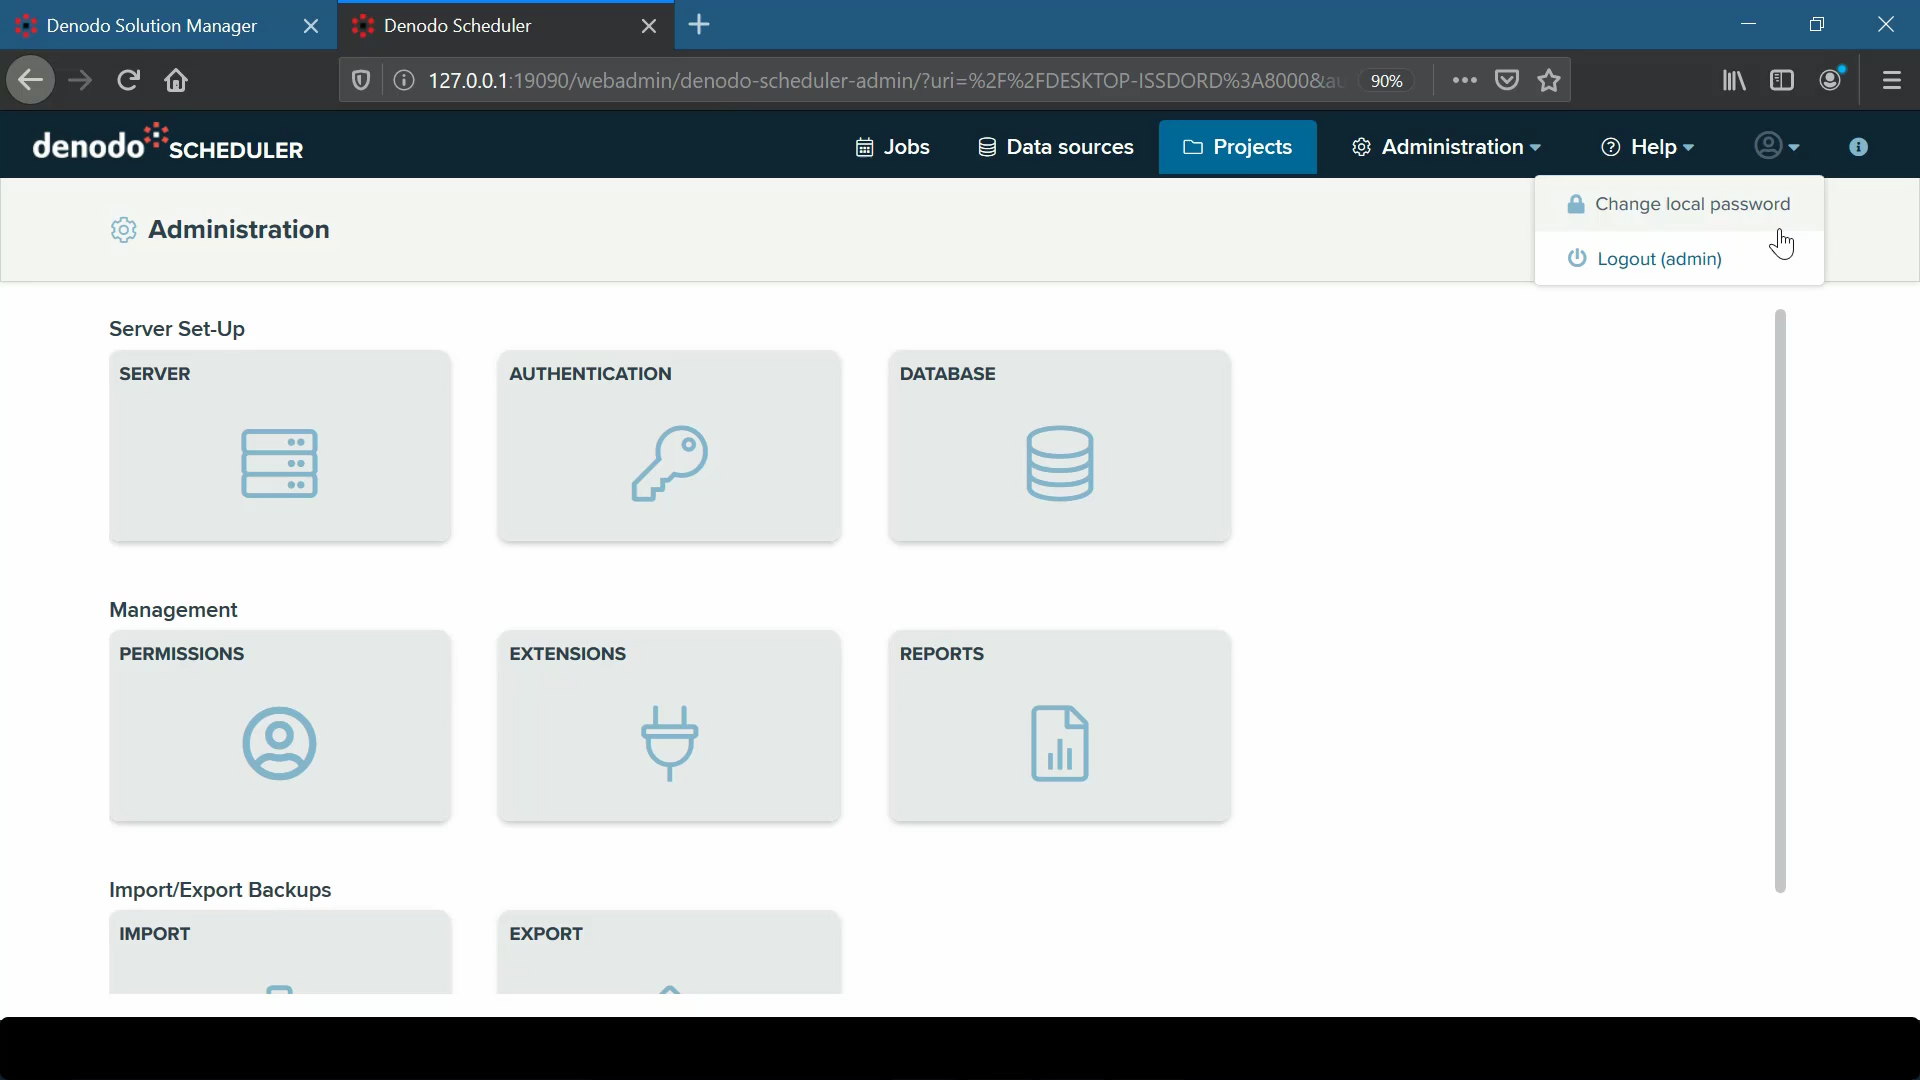 Denodo Solution Manager
Denodo Scheduler
127.0.0.1:19090/webadmin/denodo-scheduler-admin/?uri=%2F%2FDESKTOP-ISSDORD%3A8000&au
90%
denodo SCHEDULER
Jobs
Data sources
Projects
Administration
Help
Change local password
Logout (admin)
Administration
Server Set-Up
SERVER
AUTHENTICATION
DATABASE
Management
PERMISSIONS
EXTENSIONS
REPORTS
Import/Export Backups
IMPORT
EXPORT